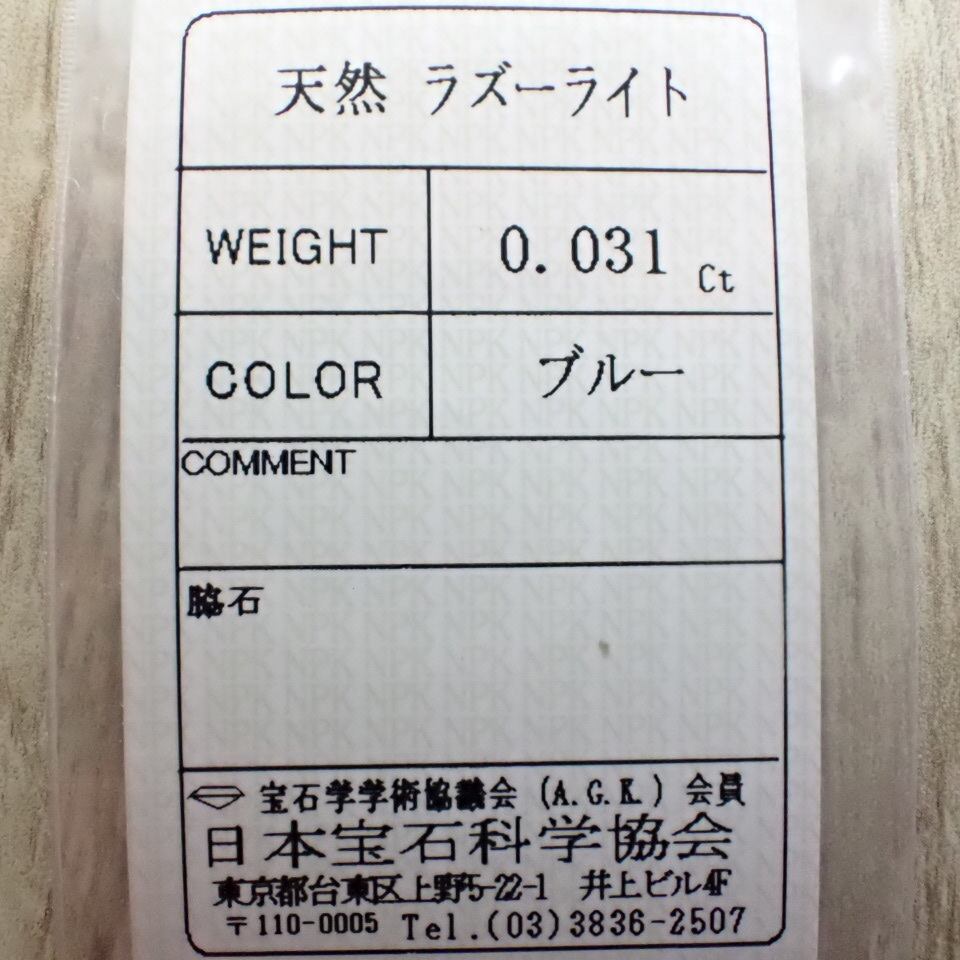 天然 ラズーライト
WEIGHT 0.031 Ct
COLOR ブルー
COMMENT
脇石
宝石学学術協議会 (A.G.K.) 会員
日本宝石科学協会
東京都台東区上野5-22-1 井上ビル4F
〒110-0005 Tel.(03)3836-2507
NPK